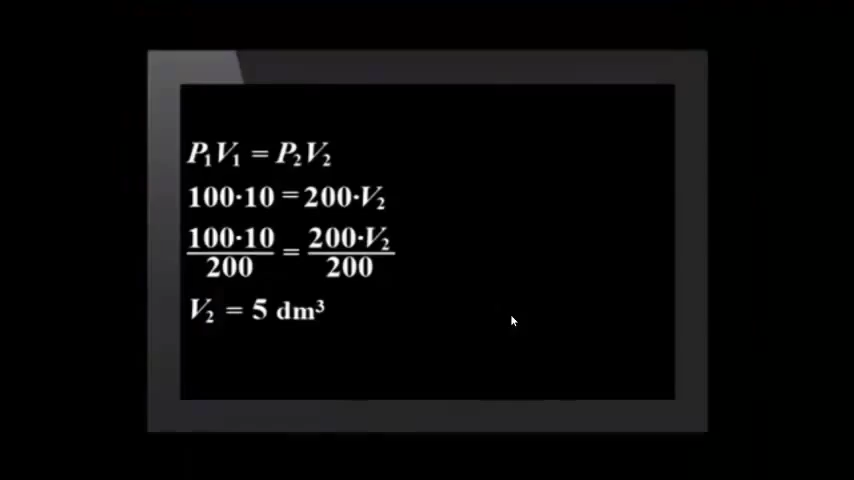 P₁V₁ = P₂V₂
100·10 = 200·V₂
100·10/200 = 200·V₂/200
V₂ = 5 dm³